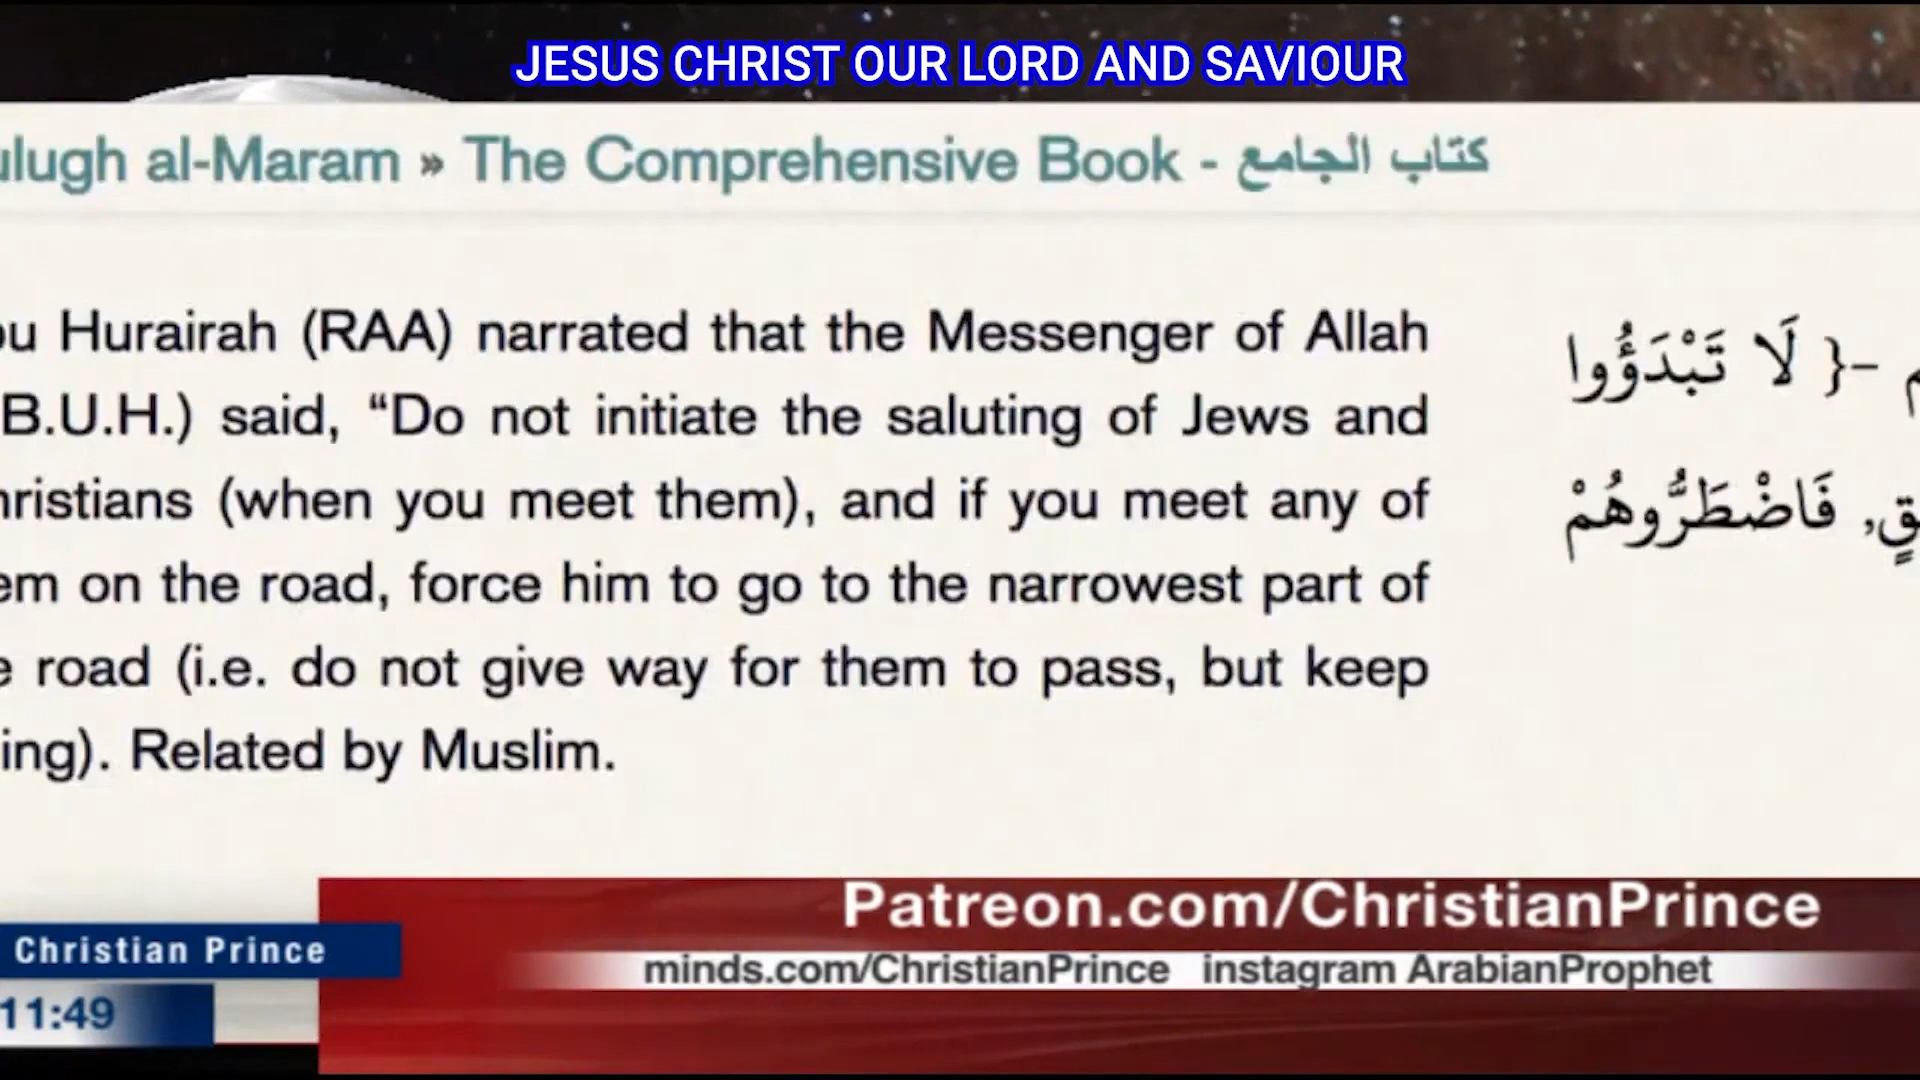 JESUS CHRIST OUR LORD AND SAVIOUR
ulugh al-Maram » The Comprehensive Book - كتاب الجامع
ou Hurairah (RAA) narrated that the Messenger of Allah
B.U.H.) said, “Do not initiate the saluting of Jews and
hristians (when you meet them), and if you meet any of
em on the road, force him to go to the narrowest part of
e road (i.e. do not give way for them to pass, but keep
ing). Related by Muslim.
م -{ لَا تَبْدَؤُوا
قٍ, فَاضْطَرُّوهُمْ
Patreon.com/ChristianPrince
Christian Prince
minds.com/ChristianPrince instagram ArabianProphet
11:49